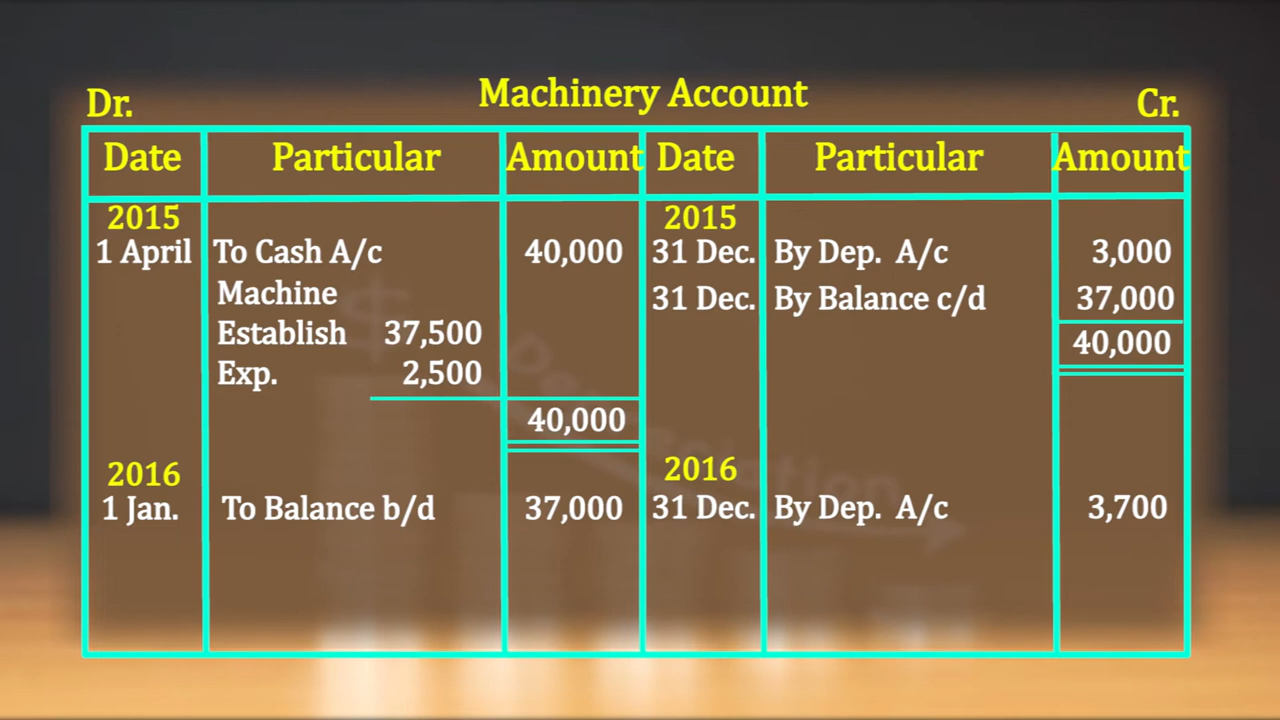 Machinery Account
Dr. Cr.
Date Particular Amount Date Particular Amount
2015 2015
1 April To Cash A/c 40,000 31 Dec. By Dep. A/c 3,000
Machine 31 Dec. By Balance c/d 37,000
Establish 37,500 40,000
Exp. 2,500
40,000
2016 2016
1 Jan. To Balance b/d 37,000 31 Dec. By Dep. A/c 3,700